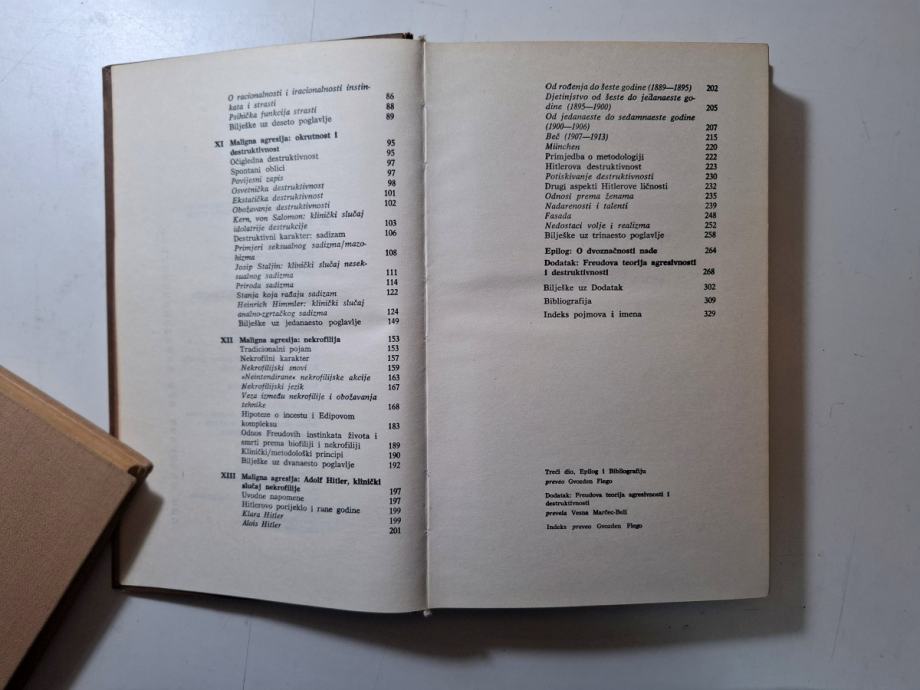 O racionalnosti i iracionalnosti instin-
kata i strasti 86
Psihička funkcija strasti 88
Bilješke uz deseto poglavlje 89
XI Maligna agresija: okrutnost i
destruktivnost 95
Očigledna destruktivnost 95
Spontani oblici 97
Povijesni zapis 97
Osvetnička destruktivnost 98
Ekstatička destruktivnost 101
Obožavanje destruktivnosti 102
Kern, von Salomon: klinički slučaj
idolatrije destrukcije 103
Destruktivni karakter: sadizam 106
Primjeri seksualnog sadizma/mazo-
hizma 108
Josip Staljin: klinički slučaj nesek-
sualnog sadizma 111
Priroda sadizma 114
Stanja koja rađaju sadizam 122
Heinrich Himmler: klinički slučaj
analno-zgrtačkog sadizma 124
Bilješke uz jedanaesto poglavlje 149
XII Maligna agresija: nekrofilija 153
Tradicionalni pojam 153
Nekrofilni karakter 157
Nekrofilijski snovi 159
»Neintendirane« nekrofilijske akcije 163
Nekrofilijski jezik 167
Veza između nekrofilije i obožavanja
tehnike 168
Hipoteze o incestu i Edipovom
kompleksu 183
Odnos Freudovih instinkata života i
smrti prema biofiliji i nekrofiliji 189
Klinički/metodološki principi 190
Bilješke uz dvanaesto poglavlje 192
XIII Maligna agresija: Adolf Hitler, klinički
slučaj nekrofilije 197
Uvodne napomene 197
Hitlerovo pocijeklo i rane godine 199
Klara Hitler 199
Alois Hitler 201
Od rođenja do šeste godine (1889—1895) 202
Djetinjstvo od šeste do jedanaeste go-
dine (1895—1900) 205
Od jedanaeste do sedamnaeste godine
(1900—1906) 207
Beč (1907—1913) 215
München 220
Primjedba o metodologiji 222
Hitlerova destruktivnost 223
Potiskivanje destruktivnosti 230
Drugi aspekti Hitlerove ličnosti 232
Odnosi prema ženama 235
Nadarenosti i talenti 239
Fasada 248
Nedostaci volje i realizma 252
Bilješke uz trinaesto poglavlje 258
Epilog: O dvoznačnosti nade 264
Dodatak: Freudova teorija agresivnosti
i destruktivnosti 268
Bilješke uz Dodatak 302
Bibliografija 309
Indeks pojmova i imena 329
Treći dio, Epilog i Bibliografiju
preveo Gvozden Flego
Dodatak: Freudova teorija agresivnosti i
destruktivnosti
prevela Vesna Marčec-Beli
Indeks preveo Gvozden Flego